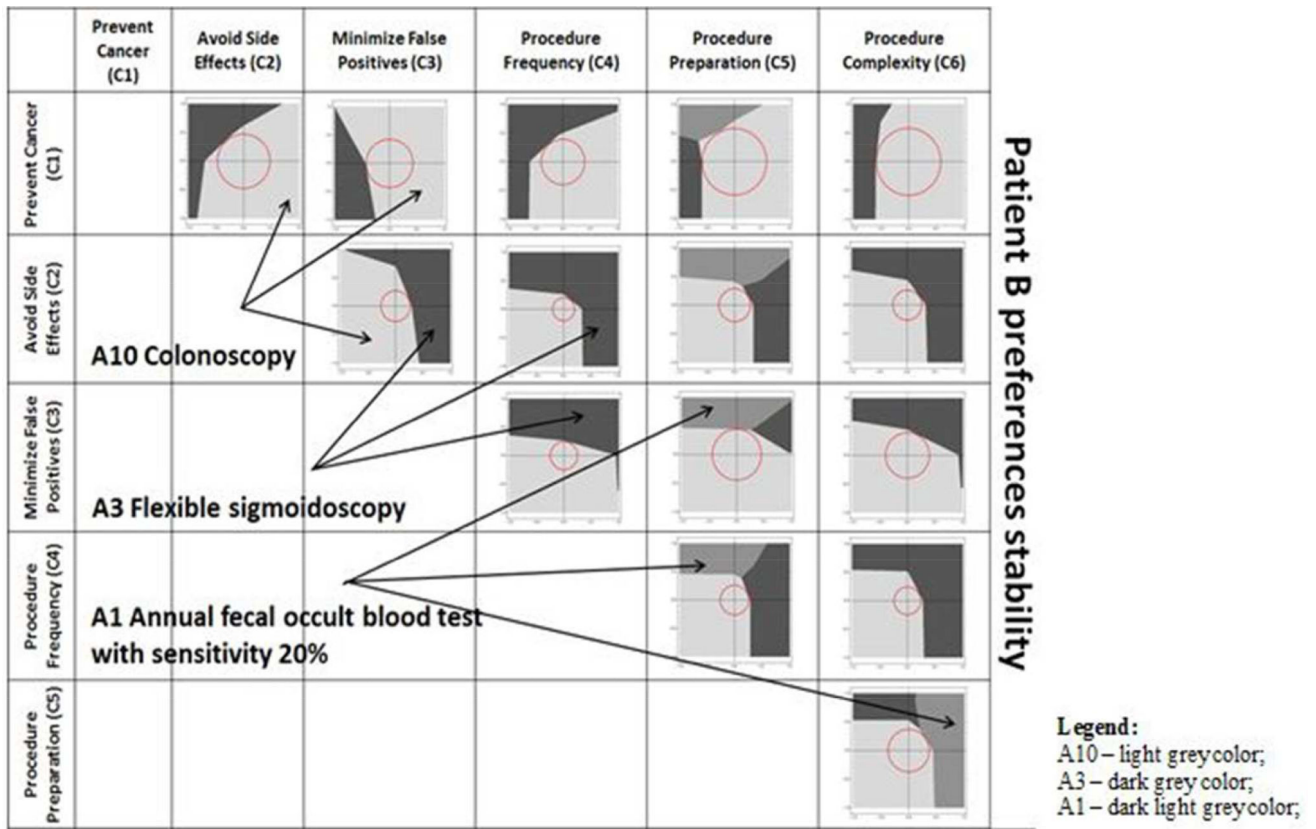 Prevent
Cancer
(C1)
Avoid Side
Effects (C2)
Minimize False
Positives (C3)
Procedure
Frequency (C4)
Procedure
Preparation (C5)
Procedure
Complexity (C6)
Prevent Cancer
(C1)
Avoid Side
Effects (C2)
Minimize False
Positives (C3)
Procedure
Frequency (C4)
Procedure
Preparation (C5)
A10 Colonoscopy
A3 Flexible sigmoidoscopy
A1 Annual fecal occult blood test
with sensitivity 20%
Patient B preferences stability
Legend:
A10 – light grey color;
A3 – dark grey color;
A1 – dark light grey color;